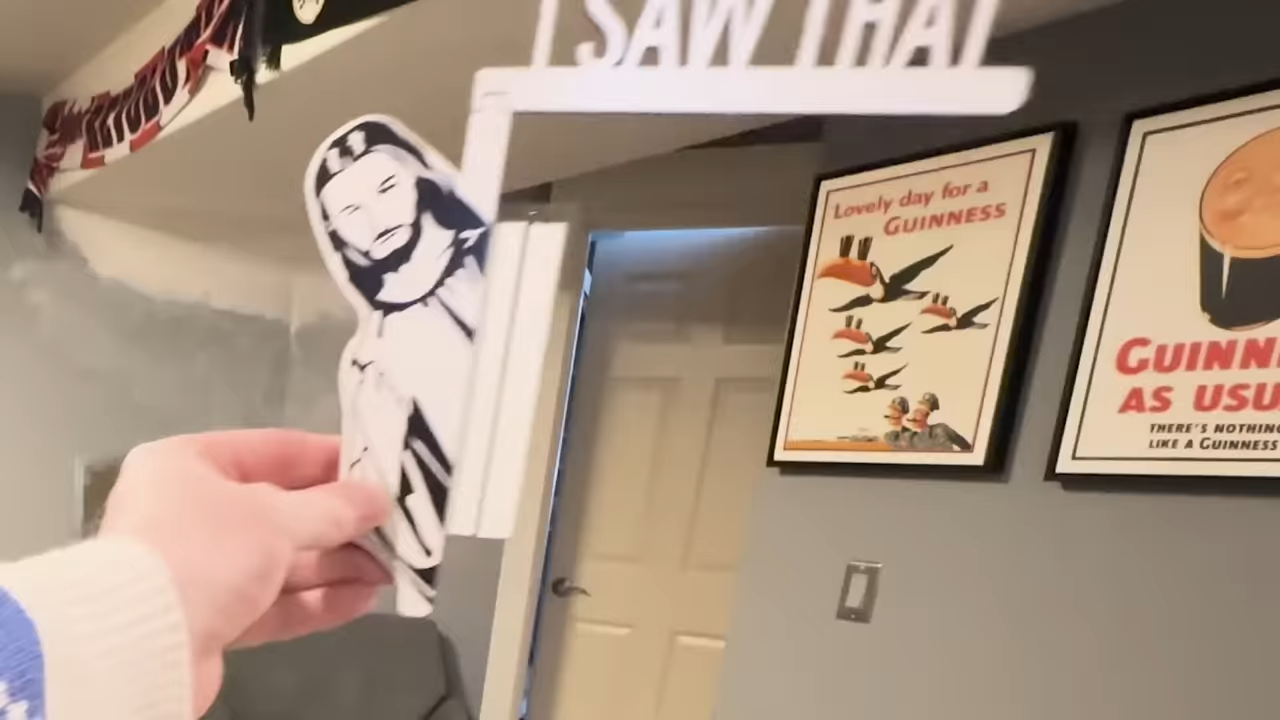 I SAW THAT
Lovely day for a
GUINNESS
GUINN
AS USU
THERE'S NOTHING
LIKE A GUINNESS